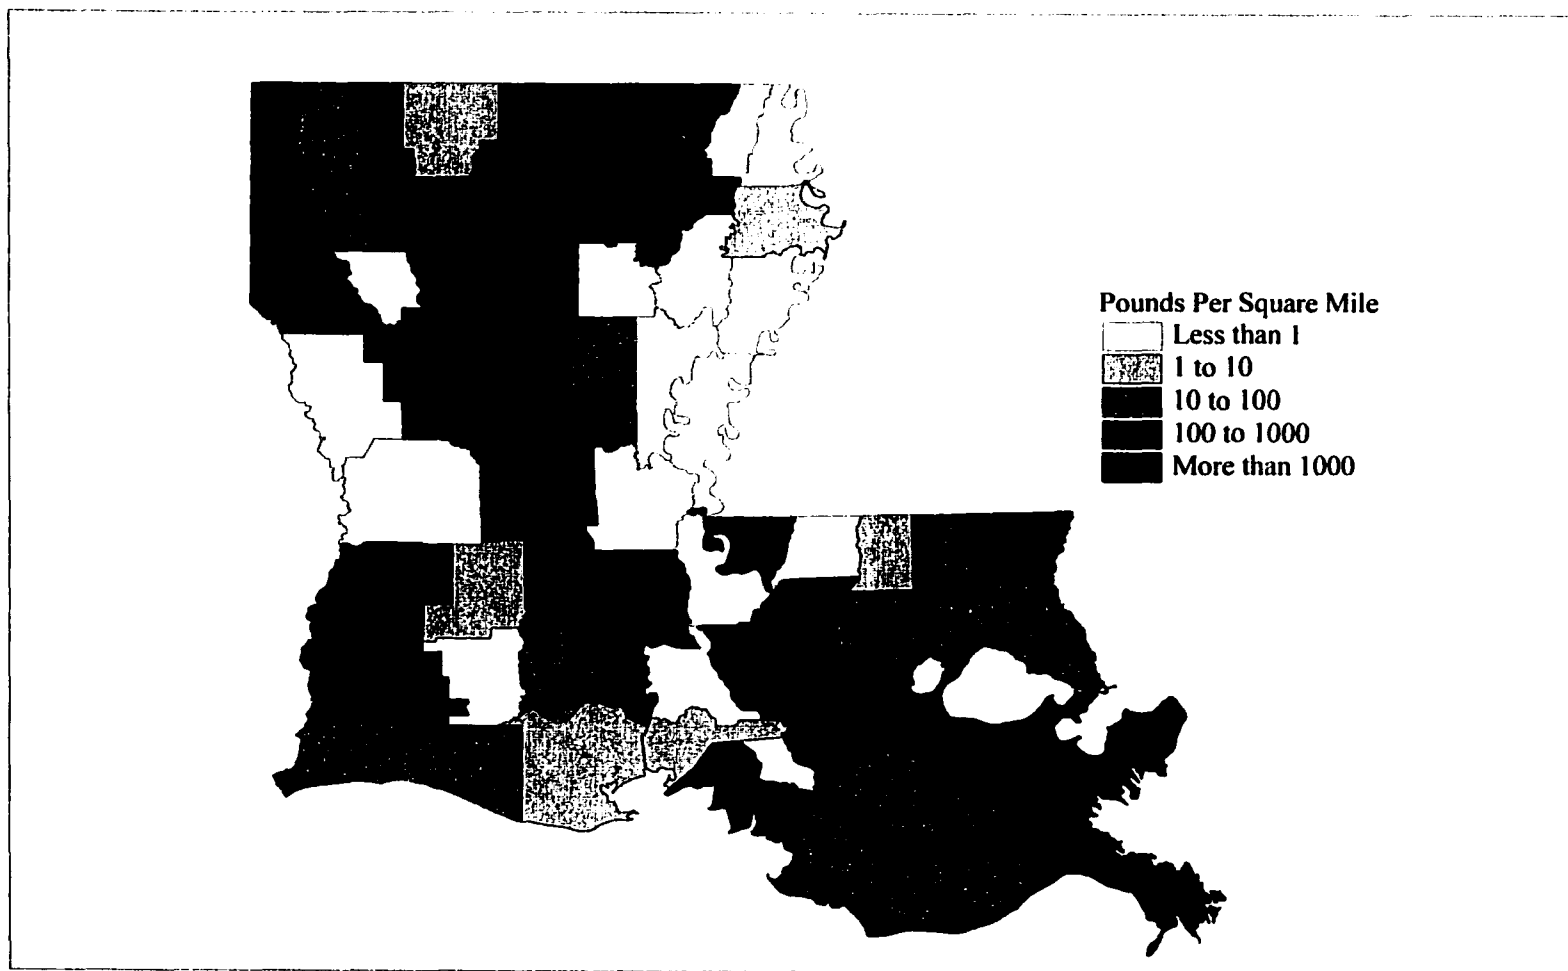 Pounds Per Square Mile
Less than 1
1 to 10
10 to 100
100 to 1000
More than 1000